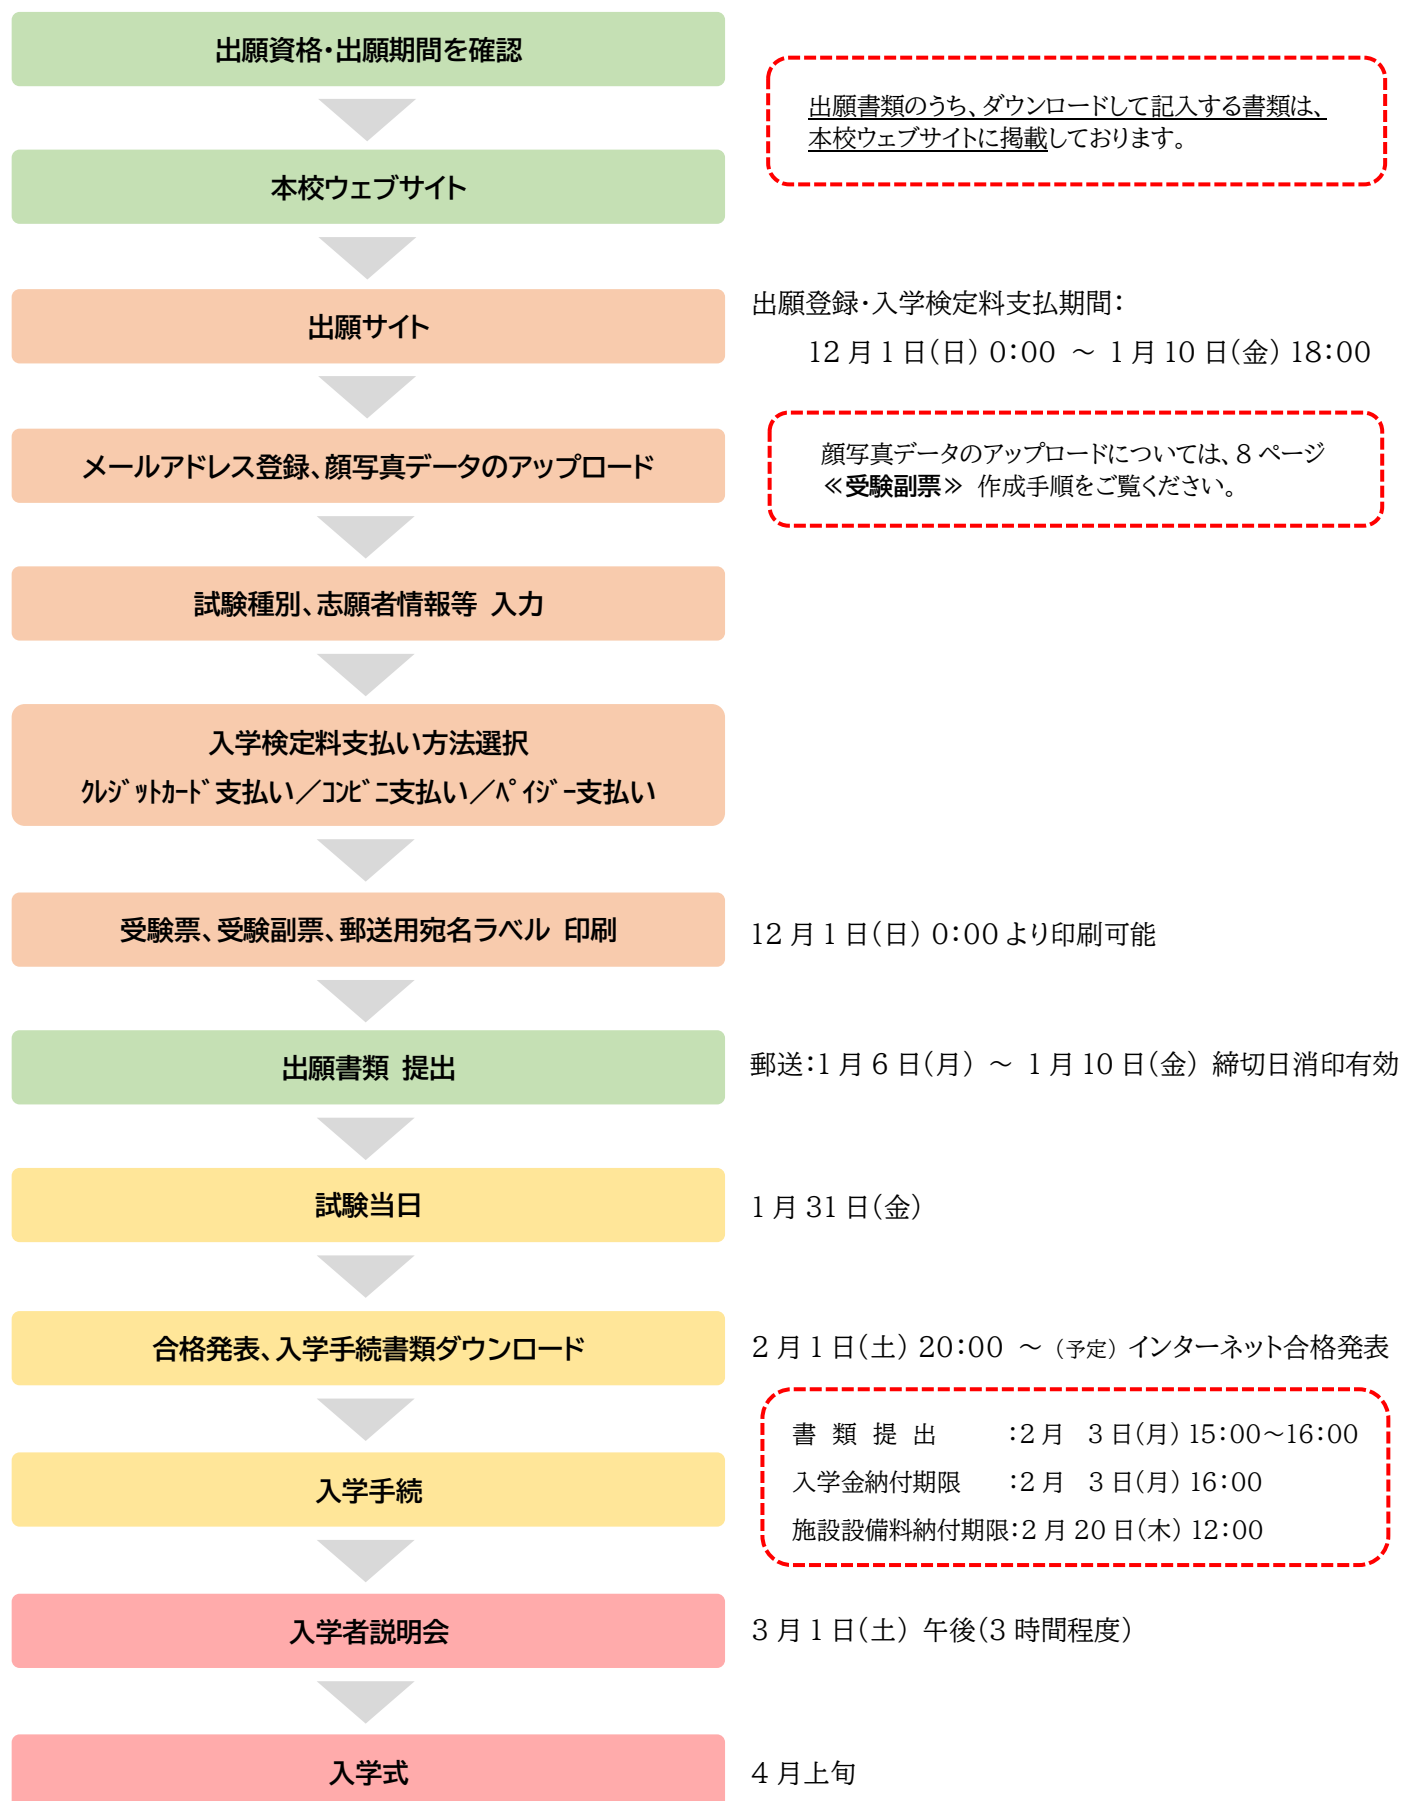 出願資格・出願期間を確認
出願書類のうち、ダウンロードして記入する書類は、
本校ウェブサイトに掲載しております。
本校ウェブサイト
出願サイト
出願登録・入学検定料支払期間：
12月1日（日） 0：00 ～ 1月10日（金） 18：00
メールアドレス登録、顔写真データのアップロード
顔写真データのアップロードについては、8ページ
≪受験副票≫ 作成手順をご覧ください。
試験種別、志願者情報等 入力
入学検定料支払い方法選択
ｸﾚｼﾞｯﾄｶｰﾄﾞ支払い／ｺﾝﾋﾞﾆ支払い／ﾍﾟｲｼﾞｰ支払い
受験票、受験副票、郵送用宛名ラベル 印刷
12月1日（日） 0：00より印刷可能
出願書類 提出
郵送：1月6日（月） ～ 1月10日（金） 締切日消印有効
試験当日
1月31日（金）
合格発表、入学手続書類ダウンロード
2月1日（土） 20：00 ～（予定） インターネット合格発表
書 類 提 出 ：2月 3日（月） 15：00～16：00
入学金納付期限 ：2月 3日（月） 16：00
施設設備料納付期限：2月20日（木） 12：00
入学手続
入学者説明会
3月1日（土） 午後（3時間程度）
入学式
4月上旬